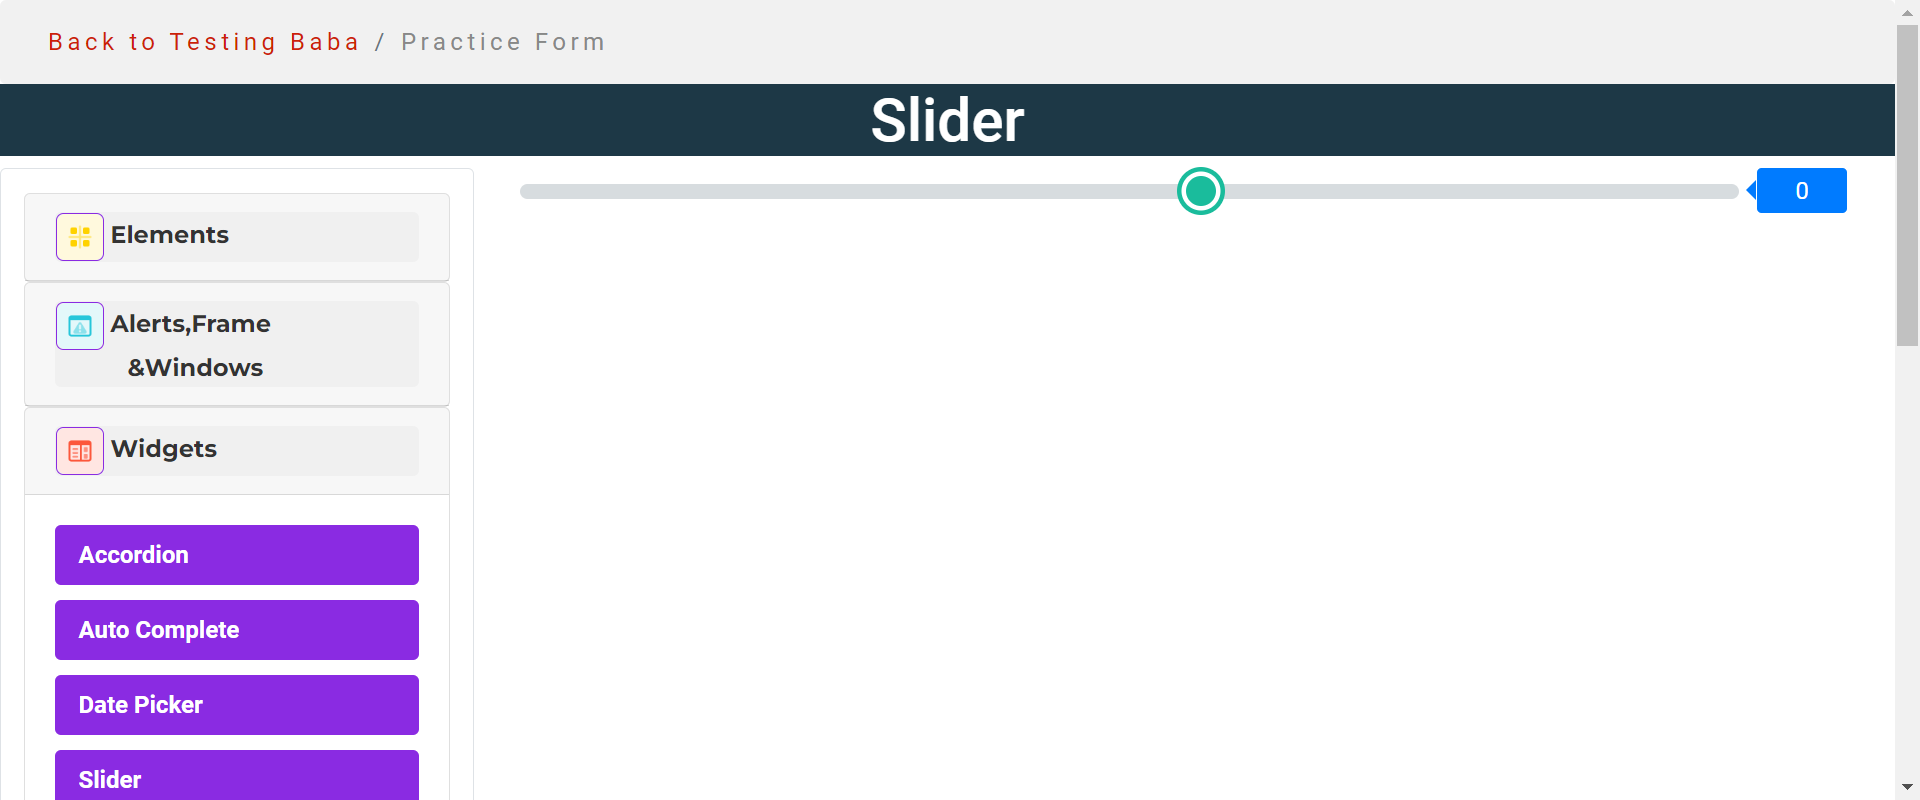 Back to Testing Baba / Practice Form
Slider
0
Elements
Alerts,Frame
&Windows
Widgets
Accordion
Auto Complete
Date Picker
Slider